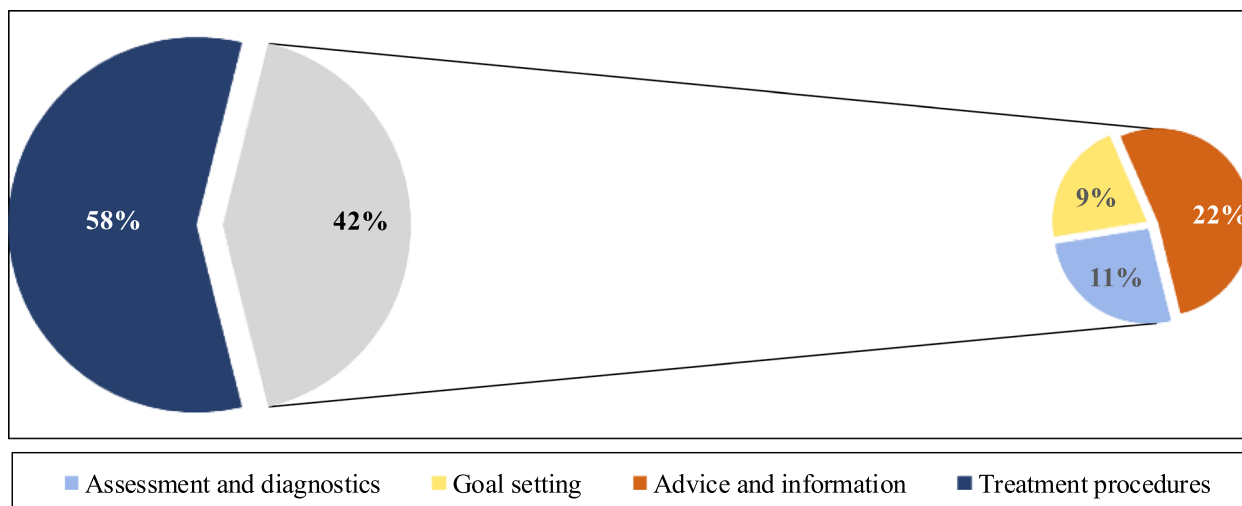 58%
42%
9%
22%
11%
Assessment and diagnostics
Goal setting
Advice and information
Treatment procedures